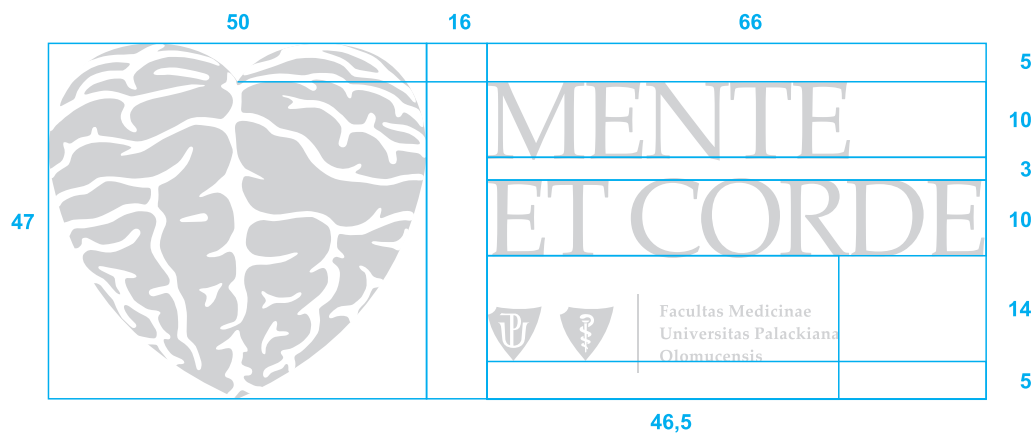 50 16 66
5
MENTE
10
3
ET CORDE
10
47
14
Facultas Medicinae
Universitas Palackiana
Olomucensis
5
46,5